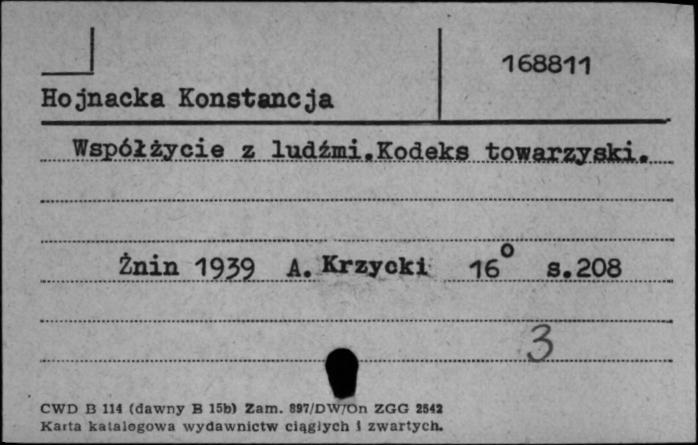 168811
Hojnacka Konstancja
Współżycie z ludźmi.Kodeks towarzyski.
Żnin 1939 A. Krzycki 16° s.208
3
CWD B 114 (dawny B 15b) Zam. 897/DW/On ZGG 2542
Karta katalogowa wydawnictw ciągłych i zwartych.